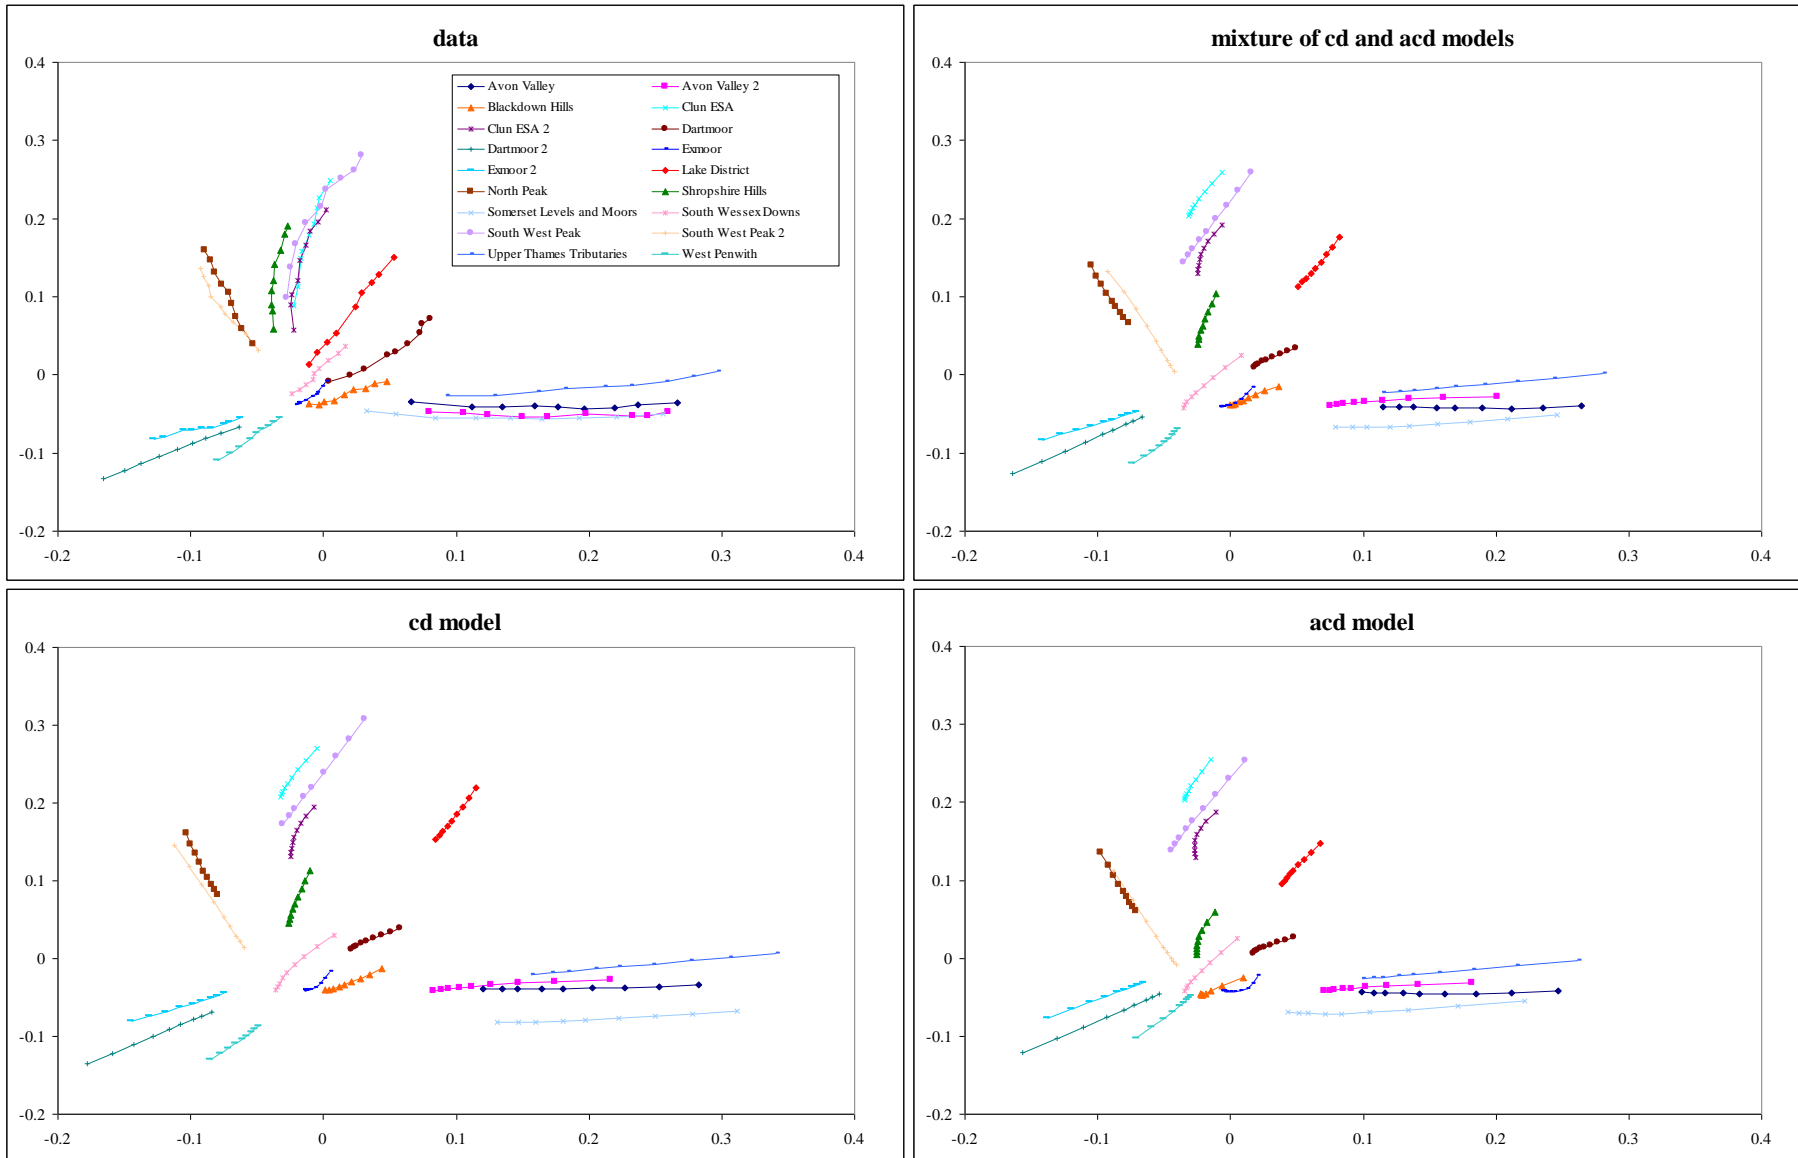 data
0.4
0.3
0.2
0.1
0
-0.1
-0.2
-0.2 -0.1 0 0.1 0.2 0.3 0.4
Avon Valley Avon Valley 2
Blackdown Hills Clun ESA
Clun ESA 2 Dartmoor
Dartmoor 2 Exmoor
Exmoor 2 Lake District
North Peak Shropshire Hills
Somerset Levels and Moors South Wessex Downs
South West Peak South West Peak 2
Upper Thames Tributaries West Penwith
mixture of cd and acd models
0.4
0.3
0.2
0.1
0
-0.1
-0.2
-0.2 -0.1 0 0.1 0.2 0.3 0.4
cd model
0.4
0.3
0.2
0.1
0
-0.1
-0.2
-0.2 -0.1 0 0.1 0.2 0.3 0.4
acd model
0.4
0.3
0.2
0.1
0
-0.1
-0.2
-0.2 -0.1 0 0.1 0.2 0.3 0.4